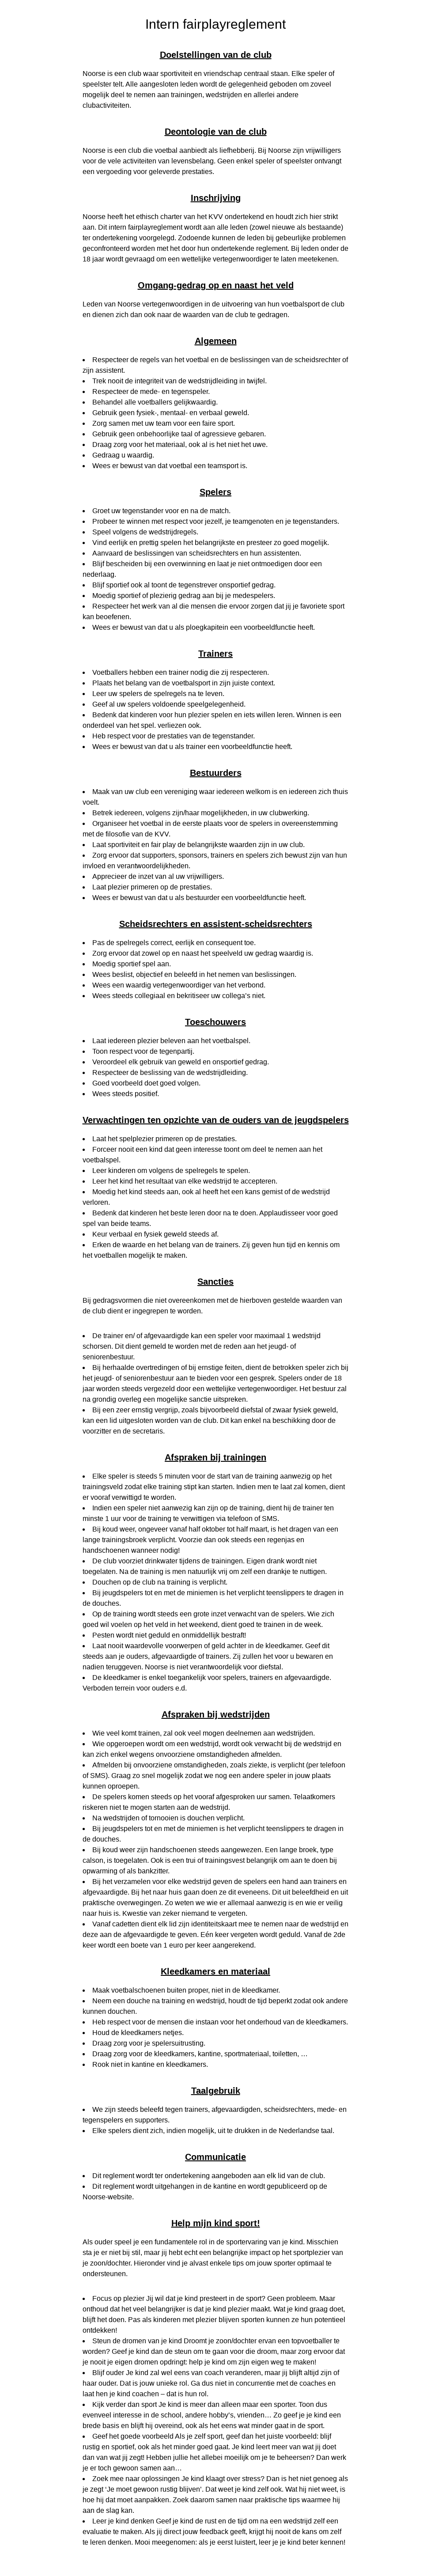 Intern fairplayreglement
Doelstellingen van de club
Noorse is een club waar sportiviteit en vriendschap centraal staan. Elke speler of
speelster telt. Alle aangesloten leden wordt de gelegenheid geboden om zoveel
mogelijk deel te nemen aan trainingen, wedstrijden en allerlei andere
clubactiviteiten.
Deontologie van de club
Noorse is een club die voetbal aanbiedt als liefhebberij. Bij Noorse zijn vrijwilligers
voor de vele activiteiten van levensbelang. Geen enkel speler of speelster ontvangt
een vergoeding voor geleverde prestaties.
Inschrijving
Noorse heeft het ethisch charter van het KVV ondertekend en houdt zich hier strikt
aan. Dit intern fairplayreglement wordt aan alle leden (zowel nieuwe als bestaande)
ter ondertekening voorgelegd. Zodoende kunnen de leden bij gebeurlijke problemen
geconfronteerd worden met het door hun ondertekende reglement. Bij leden onder de
18 jaar wordt gevraagd om een wettelijke vertegenwoordiger te laten meetekenen.
Omgang-gedrag op en naast het veld
Leden van Noorse vertegenwoordigen in de uitvoering van hun voetbalsport de club
en dienen zich dan ook naar de waarden van de club te gedragen.
Algemeen
• Respecteer de regels van het voetbal en de beslissingen van de scheidsrechter of
zijn assistent.
• Trek nooit de integriteit van de wedstrijdleiding in twijfel.
• Respecteer de mede- en tegenspeler.
• Behandel alle voetballers gelijkwaardig.
• Gebruik geen fysiek-, mentaal- en verbaal geweld.
• Zorg samen met uw team voor een faire sport.
• Gebruik geen onbehoorlijke taal of agressieve gebaren.
• Draag zorg voor het materiaal, ook al is het niet het uwe.
• Gedraag u waardig.
• Wees er bewust van dat voetbal een teamsport is.
Spelers
• Groet uw tegenstander voor en na de match.
• Probeer te winnen met respect voor jezelf, je teamgenoten en je tegenstanders.
• Speel volgens de wedstrijdregels.
• Vind eerlijk en prettig spelen het belangrijkste en presteer zo goed mogelijk.
• Aanvaard de beslissingen van scheidsrechters en hun assistenten.
• Blijf bescheiden bij een overwinning en laat je niet ontmoedigen door een
nederlaag.
• Blijf sportief ook al toont de tegenstrever onsportief gedrag.
• Moedig sportief of plezierig gedrag aan bij je medespelers.
• Respecteer het werk van al die mensen die ervoor zorgen dat jij je favoriete sport
kan beoefenen.
• Wees er bewust van dat u als ploegkapitein een voorbeeldfunctie heeft.
Trainers
• Voetballers hebben een trainer nodig die zij respecteren.
• Plaats het belang van de voetbalsport in zijn juiste context.
• Leer uw spelers de spelregels na te leven.
• Geef al uw spelers voldoende speelgelegenheid.
• Bedenk dat kinderen voor hun plezier spelen en iets willen leren. Winnen is een
onderdeel van het spel. verliezen ook.
• Heb respect voor de prestaties van de tegenstander.
• Wees er bewust van dat u als trainer een voorbeeldfunctie heeft.
Bestuurders
• Maak van uw club een vereniging waar iedereen welkom is en iedereen zich thuis
voelt.
• Betrek iedereen, volgens zijn/haar mogelijkheden, in uw clubwerking.
• Organiseer het voetbal in de eerste plaats voor de spelers in overeenstemming
met de filosofie van de KVV.
• Laat sportiviteit en fair play de belangrijkste waarden zijn in uw club.
• Zorg ervoor dat supporters, sponsors, trainers en spelers zich bewust zijn van hun
invloed en verantwoordelijkheden.
• Apprecieer de inzet van al uw vrijwilligers.
• Laat plezier primeren op de prestaties.
• Wees er bewust van dat u als bestuurder een voorbeeldfunctie heeft.
Scheidsrechters en assistent-scheidsrechters
• Pas de spelregels correct, eerlijk en consequent toe.
• Zorg ervoor dat zowel op en naast het speelveld uw gedrag waardig is.
• Moedig sportief spel aan.
• Wees beslist, objectief en beleefd in het nemen van beslissingen.
• Wees een waardig vertegenwoordiger van het verbond.
• Wees steeds collegiaal en bekritiseer uw collega's niet.
Toeschouwers
• Laat iedereen plezier beleven aan het voetbalspel.
• Toon respect voor de tegenpartij.
• Veroordeel elk gebruik van geweld en onsportief gedrag.
• Respecteer de beslissing van de wedstrijdleiding.
• Goed voorbeeld doet goed volgen.
• Wees steeds positief.
Verwachtingen ten opzichte van de ouders van de jeugdspelers
• Laat het spelplezier primeren op de prestaties.
• Forceer nooit een kind dat geen interesse toont om deel te nemen aan het
voetbalspel.
• Leer kinderen om volgens de spelregels te spelen.
• Leer het kind het resultaat van elke wedstrijd te accepteren.
• Moedig het kind steeds aan, ook al heeft het een kans gemist of de wedstrijd
verloren.
• Bedenk dat kinderen het beste leren door na te doen. Applaudisseer voor goed
spel van beide teams.
• Keur verbaal en fysiek geweld steeds af.
• Erken de waarde en het belang van de trainers. Zij geven hun tijd en kennis om
het voetballen mogelijk te maken.
Sancties
Bij gedragsvormen die niet overeenkomen met de hierboven gestelde waarden van
de club dient er ingegrepen te worden.
• De trainer en/ of afgevaardigde kan een speler voor maximaal 1 wedstrijd
schorsen. Dit dient gemeld te worden met de reden aan het jeugd- of
seniorenbestuur.
• Bij herhaalde overtredingen of bij ernstige feiten, dient de betrokken speler zich bij
het jeugd- of seniorenbestuur aan te bieden voor een gesprek. Spelers onder de 18
jaar worden steeds vergezeld door een wettelijke vertegenwoordiger. Het bestuur zal
na grondig overleg een mogelijke sanctie uitspreken.
• Bij een zeer ernstig vergrijp, zoals bijvoorbeeld diefstal of zwaar fysiek geweld,
kan een lid uitgesloten worden van de club. Dit kan enkel na beschikking door de
voorzitter en de secretaris.
Afspraken bij trainingen
• Elke speler is steeds 5 minuten voor de start van de training aanwezig op het
trainingsveld zodat elke training stipt kan starten. Indien men te laat zal komen, dient
er vooraf verwittigd te worden.
• Indien een speler niet aanwezig kan zijn op de training, dient hij de trainer ten
minste 1 uur voor de training te verwittigen via telefoon of SMS.
• Bij koud weer, ongeveer vanaf half oktober tot half maart, is het dragen van een
lange trainingsbroek verplicht. Voorzie dan ook steeds een regenjas en
handschoenen wanneer nodig!
• De club voorziet drinkwater tijdens de trainingen. Eigen drank wordt niet
toegelaten. Na de training is men natuurlijk vrij om zelf een drankje te nuttigen.
• Douchen op de club na training is verplicht.
• Bij jeugdspelers tot en met de miniemen is het verplicht teenslippers te dragen in
de douches.
• Op de training wordt steeds een grote inzet verwacht van de spelers. Wie zich
goed wil voelen op het veld in het weekend, dient goed te trainen in de week.
• Pesten wordt niet geduld en onmiddellijk bestraft!
• Laat nooit waardevolle voorwerpen of geld achter in de kleedkamer. Geef dit
steeds aan je ouders, afgevaardigde of trainers. Zij zullen het voor u bewaren en
nadien teruggeven, Noorse is niet verantwoordelijk voor diefstal.
• De kleedkamer is enkel toegankelijk voor spelers, trainers en afgevaardigde.
Verboden terrein voor ouders e.d.
Afspraken bij wedstrijden
• Wie veel komt trainen, zal ook veel mogen deelnemen aan wedstrijden.
• Wie opgeroepen wordt om een wedstrijd, wordt ook verwacht bij de wedstrijd en
kan zich enkel wegens onvoorziene omstandigheden afmelden.
• Afmelden bij onvoorziene omstandigheden, zoals ziekte, is verplicht (per telefoon
of SMS). Graag zo snel mogelijk zodat we nog een andere speler in jouw plaats
kunnen oproepen.
• De spelers komen steeds op het vooraf afgesproken uur samen. Telaatkomers
riskeren niet te mogen starten aan de wedstrijd.
• Na wedstrijden of tornooien is douchen verplicht.
• Bij jeugdspelers tot en met de miniemen is het verplicht teenslippers te dragen in
de douches.
• Bij koud weer zijn handschoenen steeds aangewezen. Een lange broek, type
calson, is toegelaten. Ook is een trui of trainingsvest belangrijk om aan te doen bij
opwarming of als bankzitter.
• Bij het verzamelen voor elke wedstrijd geven de spelers een hand aan trainers en
afgevaardigde. Bij het naar huis gaan doen ze dit eveneens. Dit uit beleefdheid en uit
praktische overwegingen. Zo weten we wie er allemaal aanwezig is en wie er veilig
naar huis is. Kwestie van zeker niemand te vergeten.
• Vanaf cadetten dient elk lid zijn identiteitskaart mee te nemen naar de wedstrijd en
deze aan de afgevaardigde te geven. Eén keer vergeten wordt geduld. Vanaf de 2de
keer wordt een boete van 1 euro per keer aangerekend.
Kleedkamers en materiaal
• Maak voetbalschoenen buiten proper, niet in de kleedkamer.
• Neem een douche na training en wedstrijd, houdt de tijd beperkt zodat ook andere
kunnen douchen.
• Heb respect voor de mensen die instaan voor het onderhoud van de kleedkamers.
• Houd de kleedkamers netjes.
• Draag zorg voor je spelersuitrusting.
• Draag zorg voor de kleedkamers, kantine, sportmateriaal, toiletten, …
• Rook niet in kantine en kleedkamers.
Taalgebruik
• We zijn steeds beleefd tegen trainers, afgevaardigden, scheidsrechters, mede- en
tegenspelers en supporters.
• Elke spelers dient zich, indien mogelijk, uit te drukken in de Nederlandse taal.
Communicatie
• Dit reglement wordt ter ondertekening aangeboden aan elk lid van de club.
• Dit reglement wordt uitgehangen in de kantine en wordt gepubliceerd op de
Noorse-website.
Help mijn kind sport!
Als ouder speel je een fundamentele rol in de sportervaring van je kind. Misschien
sta je er niet bij stil, maar jij hebt echt een belangrijke impact op het sportplezier van
je zoon/dochter. Hieronder vind je alvast enkele tips om jouw sporter optimaal te
ondersteunen.
• Focus op plezier Jij wil dat je kind presteert in de sport? Geen probleem. Maar
onthoud dat het veel belangrijker is dat je kind plezier maakt. Wat je kind graag doet,
blijft het doen. Pas als kinderen met plezier blijven sporten kunnen ze hun potentieel
ontdekken!
• Steun de dromen van je kind Droomt je zoon/dochter ervan een topvoetballer te
worden? Geef je kind dan de steun om te gaan voor die droom, maar zorg ervoor dat
je nooit je eigen dromen opdringt: help je kind om zijn eigen weg te maken!
• Blijf ouder Je kind zal wel eens van coach veranderen, maar jij blijft altijd zijn of
haar ouder. Dat is jouw unieke rol. Ga dus niet in concurrentie met de coaches en
laat hen je kind coachen – dat is hun rol.
• Kijk verder dan sport Je kind is meer dan alleen maar een sporter. Toon dus
evenveel interesse in de school, andere hobby's, vrienden… Zo geef je je kind een
brede basis en blijft hij overeind, ook als het eens wat minder gaat in de sport.
• Geef het goede voorbeeld Als je zelf sport, geef dan het juiste voorbeeld: blijf
rustig en sportief, ook als het minder goed gaat. Je kind leert meer van wat jij doet
dan van wat jij zegt! Hebben jullie het allebei moeilijk om je te beheersen? Dan werk
je er toch gewoon samen aan…
• Zoek mee naar oplossingen Je kind klaagt over stress? Dan is het niet genoeg als
je zegt 'Je moet gewoon rustig blijven'. Dat weet je kind zelf ook. Wat hij niet weet, is
hoe hij dat moet aanpakken. Zoek daarom samen naar praktische tips waarmee hij
aan de slag kan.
• Leer je kind denken Geef je kind de rust en de tijd om na een wedstrijd zelf een
evaluatie te maken. Als jij direct jouw feedback geeft, krijgt hij nooit de kans om zelf
te leren denken. Mooi meegenomen: als je eerst luistert, leer je je kind beter kennen!